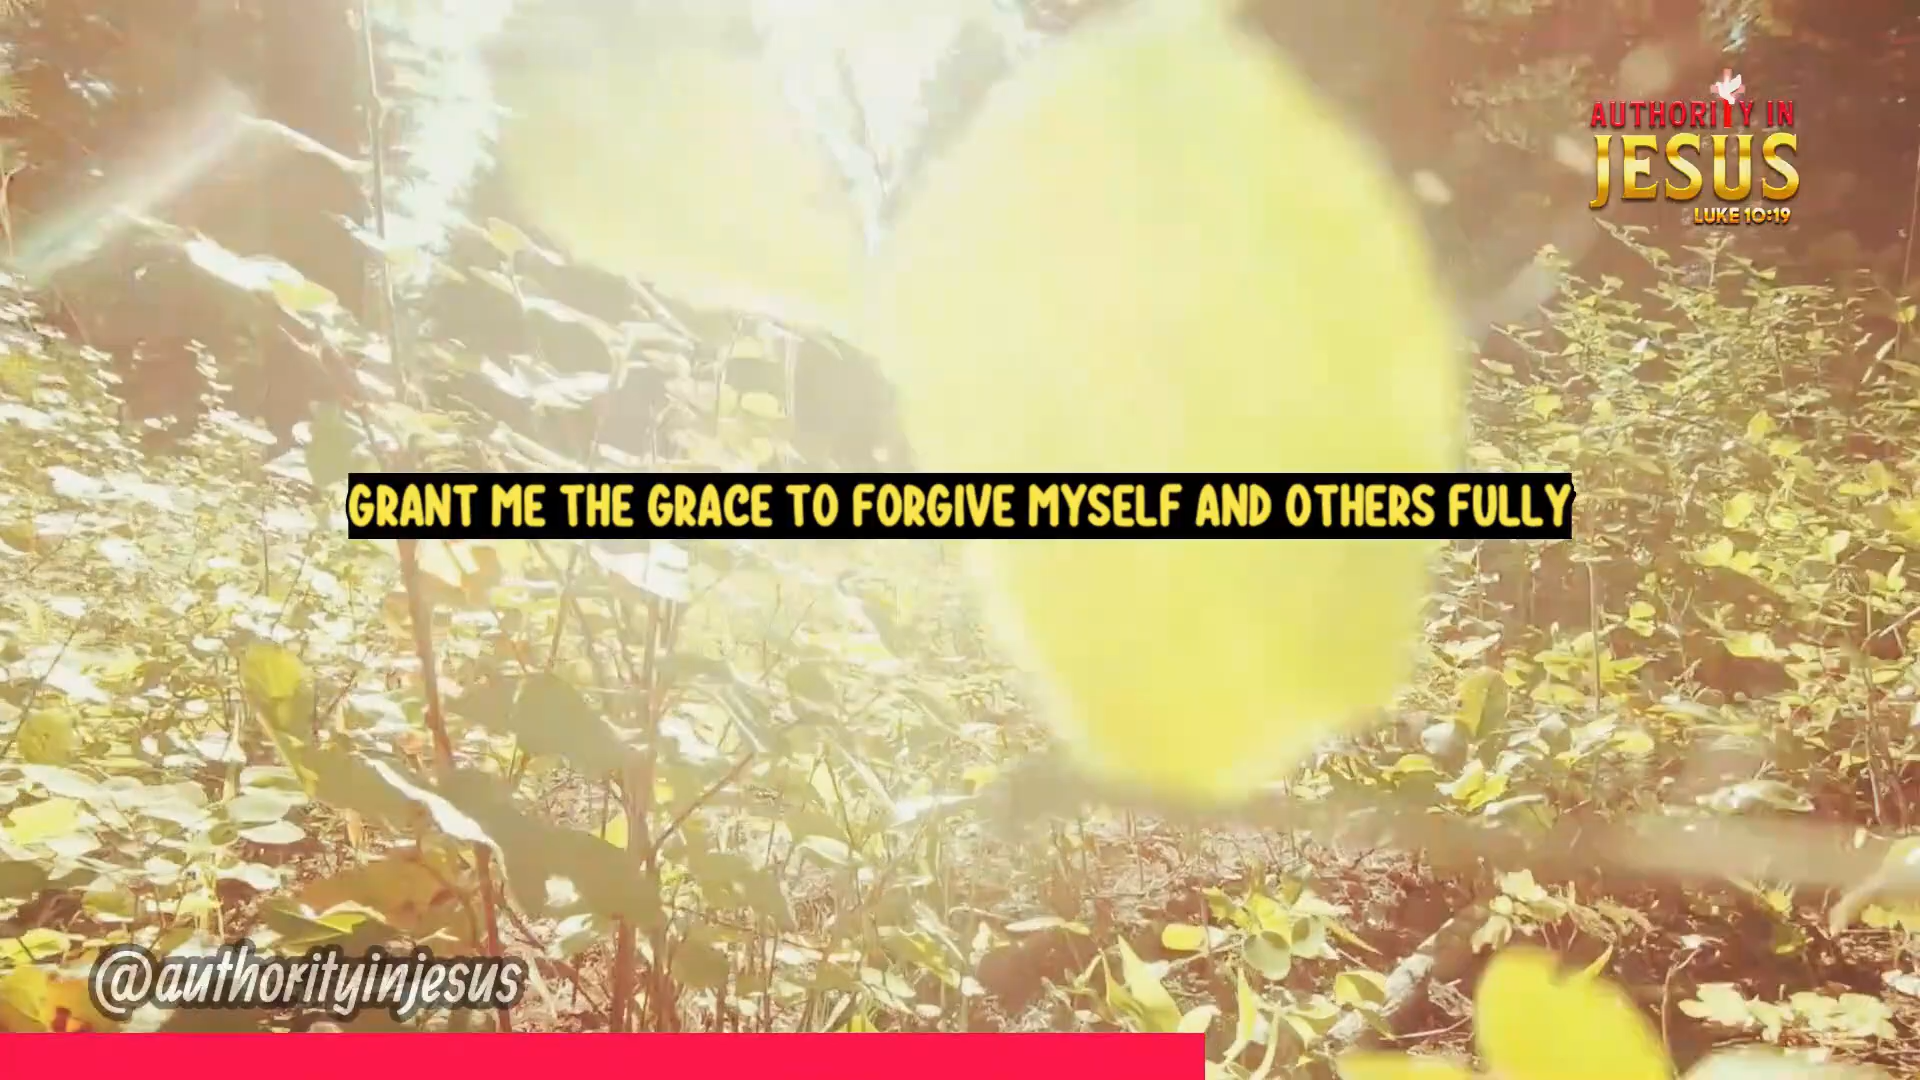 AUTHORITY IN
JESUS
LUKE 10:19
GRANT ME THE GRACE TO FORGIVE MYSELF AND OTHERS FULLY
@authorityinjesus